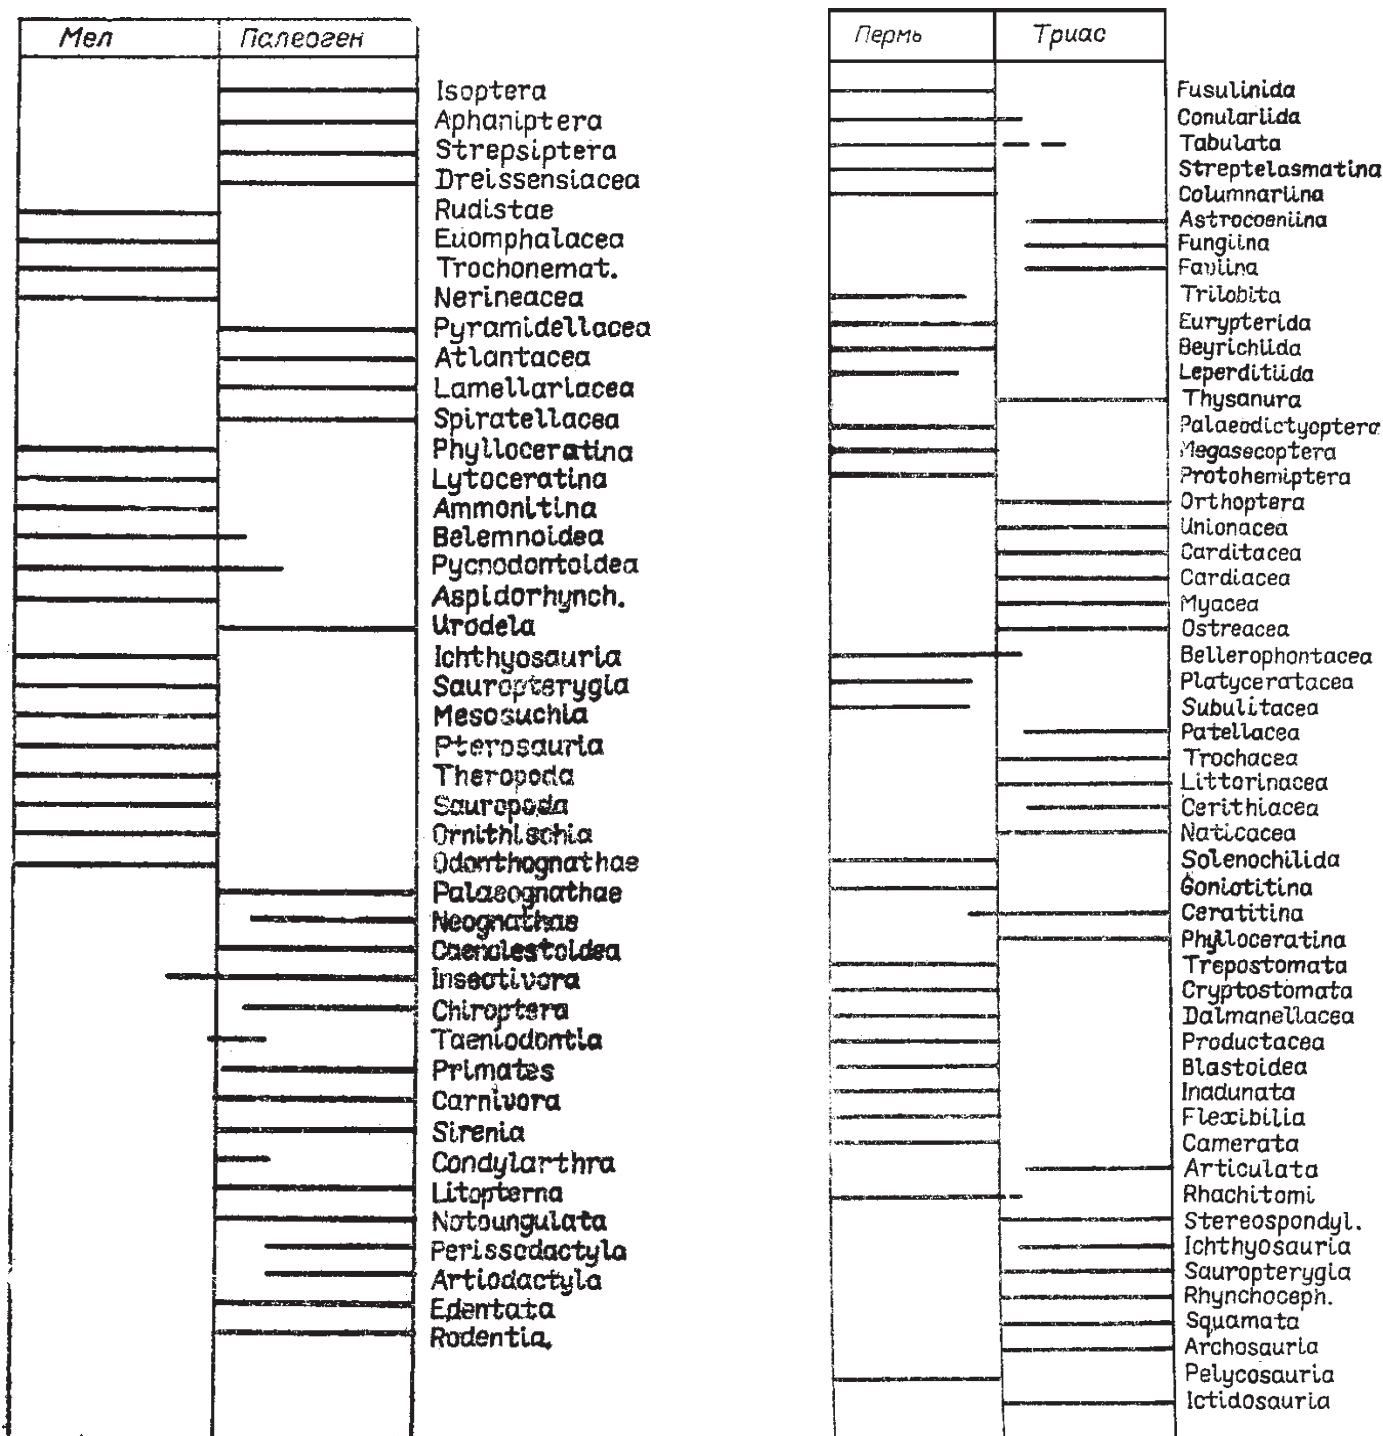 Мел
Палеоген
Isoptera
Aphaniptera
Strepsiptera
Dreissensiacea
Rudistae
Euomphalacea
Trochonemat.
Nerineacea
Pyramidellacea
Atlantacea
Lamellariacea
Spiratellacea
Phylloceratina
Lytoceratina
Ammonitina
Belemnoidea
Pycnodontoidea
Aspidorhynch.
Urodela
Ichthyosauria
Sauropterygia
Mesosuchia
Pterosauria
Theropoda
Sauropoda
Ornithischia
Odonthognathae
Palaeognathae
Neognathae
Caenolestoidea
Insectivora
Chiroptera
Taeniodontia
Primates
Carnivora
Sirenia
Condylarthra
Litopterna
Notoungulata
Perissodactyla
Artiodactyla
Edentata
Rodentia.
Пермь
Триас
Fusulinida
Conulariida
Tabulata
Streptelasmatina
Columnariina
Astrocoeniina
Fungiina
Faviina
Trilobita
Eurypterida
Beyrichiida
Leperditiida
Thysanura
Palaeodictyoptera
Megasecoptera
Protohemiptera
Orthoptera
Unionacea
Carditacea
Cardiacea
Myacea
Ostreacea
Bellerophontacea
Platyceratacea
Subulitacea
Patellacea
Trochacea
Littorinacea
Cerithiacea
Naticacea
Solenochilida
Goniotitina
Ceratitina
Phylloceratina
Trepostomata
Cryptostomata
Dalmanellacea
Productacea
Blastoidea
Inadunata
Flexibilia
Camerata
Articulata
Rhachitomi
Stereospondyl.
Ichthyosauria
Sauropterygia
Rhynchoceph.
Squamata
Archosauria
Pelycosauria
Ictidosauria